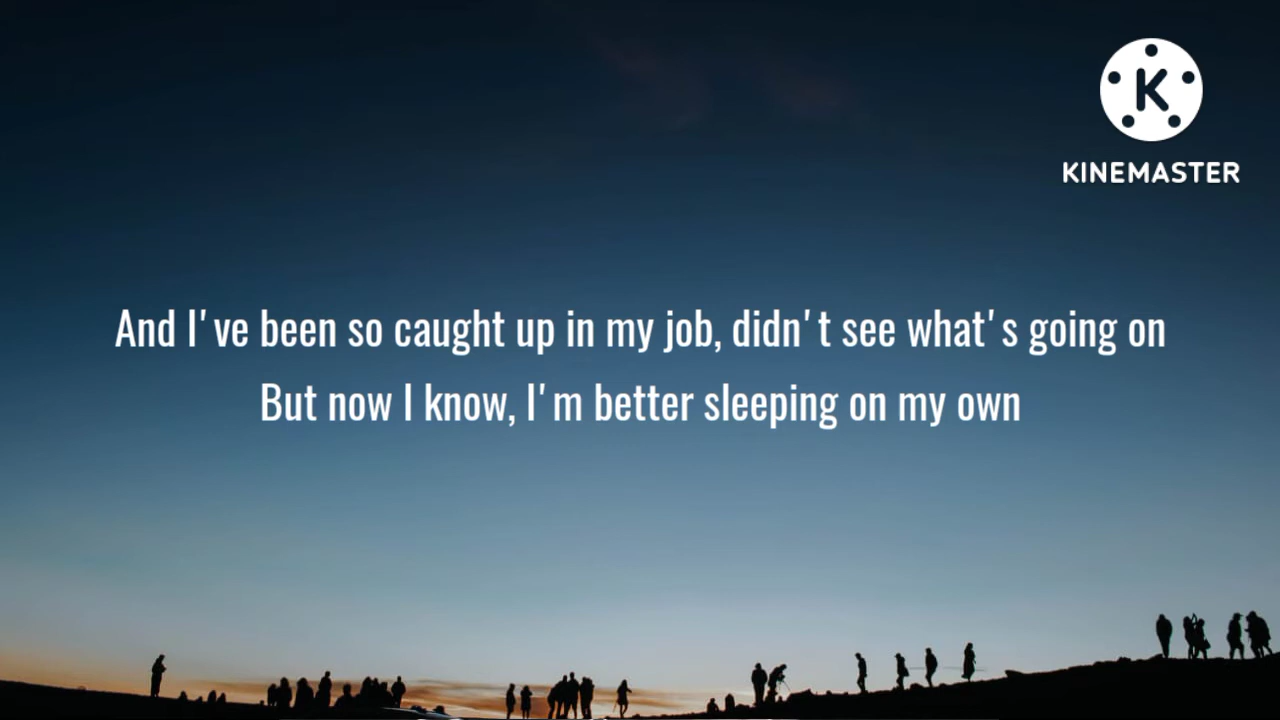 K
KINEMASTER
And I've been so caught up in my job, didn't see what's going on
But now I know, I'm better sleeping on my own